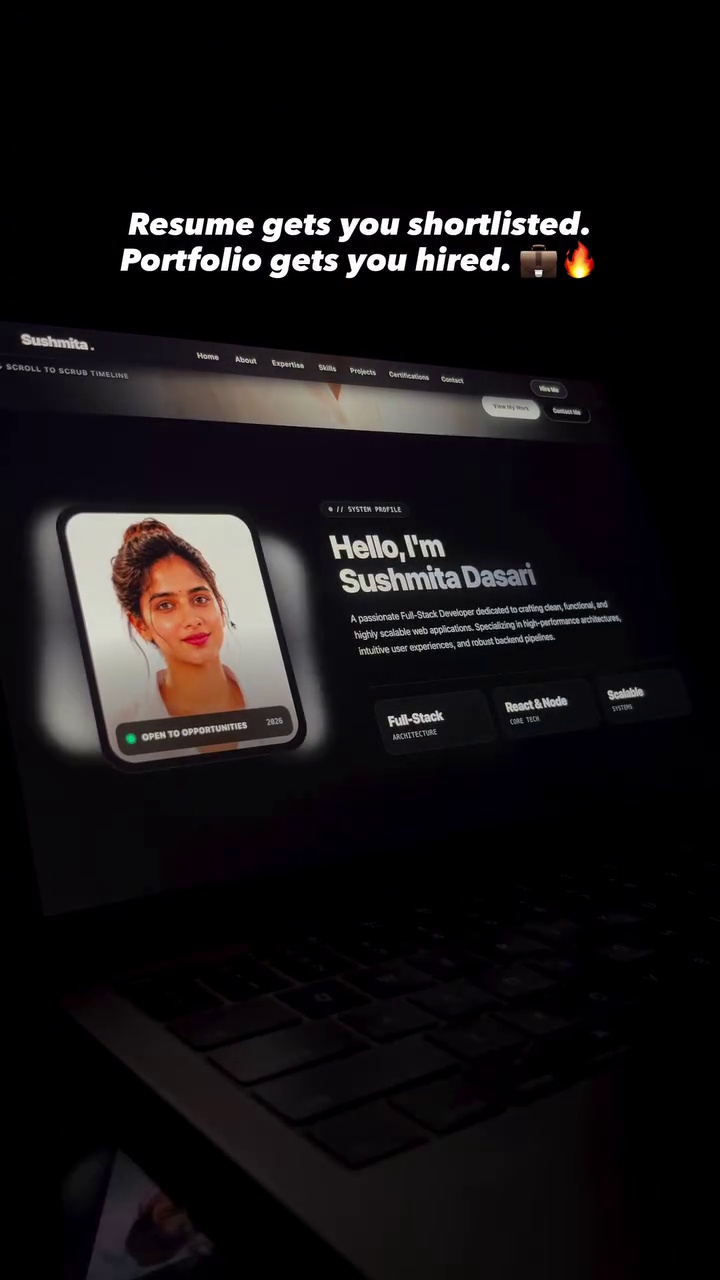 Resume gets you shortlisted.
Portfolio gets you hired. 💼🔥
Sushmita.
Home About Expertise Skills Projects Certifications Contact
Hire Me
SCROLL TO SCRUB TIMELINE
View My Work Contact Me
// SYSTEM PROFILE
Hello, I'm
Sushmita Dasari
A passionate Full-Stack Developer dedicated to crafting clean, functional, and
highly scalable web applications. Specializing in high-performance architectures,
intuitive user experiences, and robust backend pipelines.
OPEN TO OPPORTUNITIES 2026
Full-Stack
ARCHITECTURE
React & Node
CORE TECH
Scalable
SYSTEMS